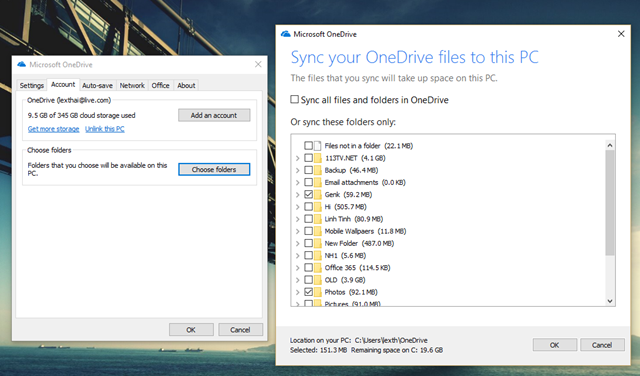 Microsoft OneDrive
Settings Account Auto-save Network Office About
OneDrive (lexthai@live.com)
9.5 GB of 345 GB cloud storage used
Add an account
Get more storage Unlink this PC
Choose folders
Folders that you choose will be available on this
PC.
Choose folders
OK Cancel
Microsoft OneDrive
Sync your OneDrive files to this PC
The files that you sync will take up space on this PC.
Sync all files and folders in OneDrive
Or sync these folders only:
Files not in a folder (22.1 MB)
113TV.NET (4.1 GB)
Backup (46.4 MB)
Email attachments (0.0 KB)
Genk (59.2 MB)
Hi (505.7 MB)
Linh Tinh (80.9 MB)
Mobile Wallpaers (11.8 MB)
New Folder (487.0 MB)
NH1 (5.6 MB)
Office 365 (114.5 KB)
OLD (3.9 GB)
Photos (92.1 MB)
Pictures (91.0 MB)
Location on your PC: C:\Users\lexth\OneDrive
Selected: 151.3 MB Remaining space on C: 19.6 GB
OK Cancel